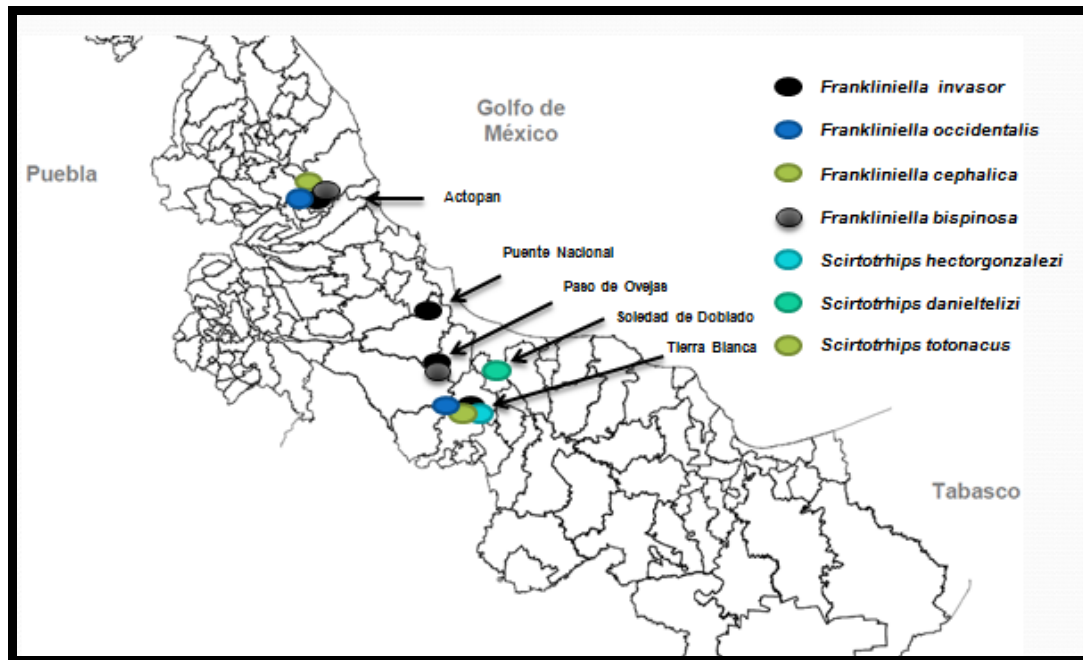 Golfo de
México
Puebla
Actopan
Puente Nacional
Paso de Ovejas
Soledad de Doblado
Tierra Blanca
Tabasco
Frankliniella invasor
Frankliniella occidentalis
Frankliniella cephalica
Frankliniella bispinosa
Scirtotrhips hectorgonzalezi
Scirtotrhips danieltelizi
Scirtotrhips totonacus